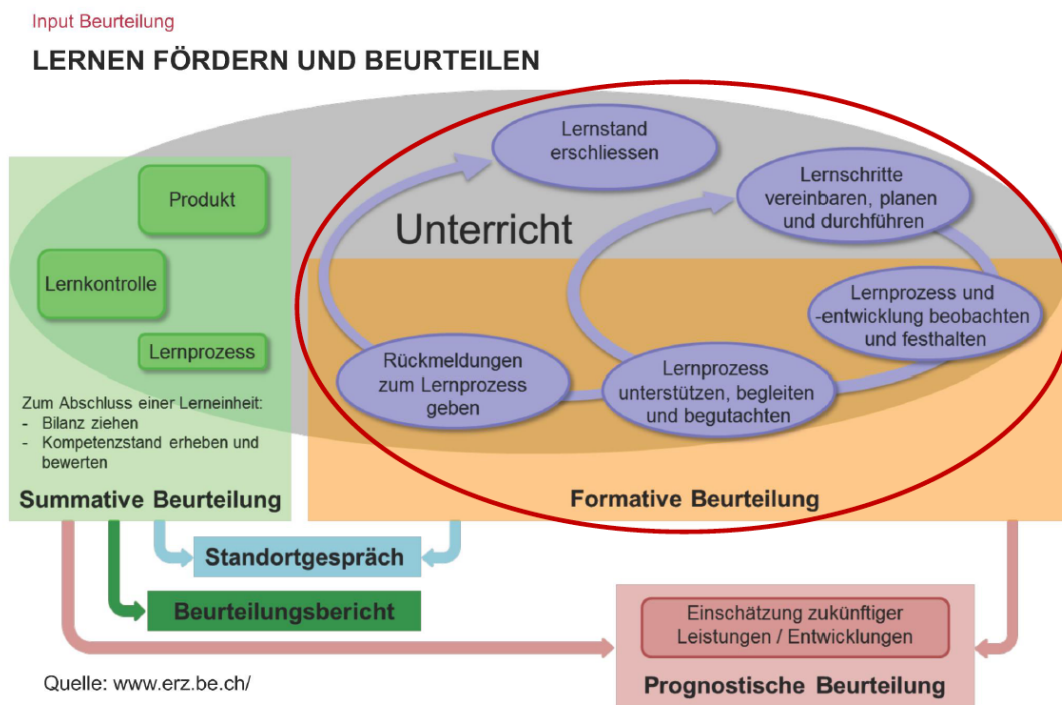 Input Beurteilung
LERNEN FÖRDERN UND BEURTEILEN
Lernstand
erschliessen
Lernschritte
vereinbaren, planen
und durchführen
Produkt
Unterricht
Lernkontrolle
Lernprozess und
-entwicklung beobachten
und festhalten
Lernprozess
Rückmeldungen
zum Lernprozess
geben
Lernprozess
unterstützen, begleiten
und begutachten
Zum Abschluss einer Lerneinheit:
- Bilanz ziehen
- Kompetenzstand erheben und
bewerten
Summative Beurteilung
Formative Beurteilung
Standortgespräch
Beurteilungsbericht
Einschätzung zukünftiger
Leistungen / Entwicklungen
Quelle: www.erz.be.ch/
Prognostische Beurteilung